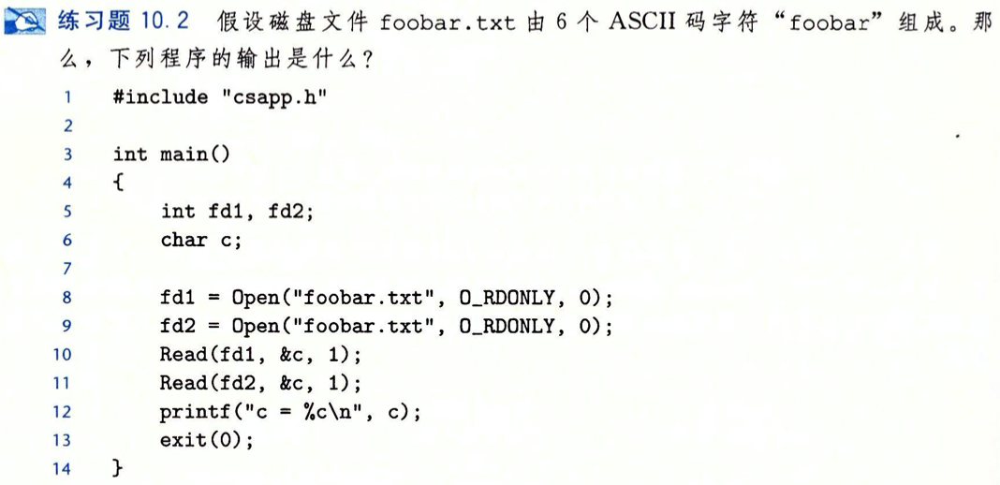 练习题 10.2 假设磁盘文件 foobar.txt 由 6 个 ASCII 码字符“foobar”组成。那
么，下列程序的输出是什么？
1 #include "csapp.h"
2
3 int main()
4 {
5     int fd1, fd2;
6     char c;
7
8     fd1 = Open("foobar.txt", O_RDONLY, 0);
9     fd2 = Open("foobar.txt", O_RDONLY, 0);
10     Read(fd1, &c, 1);
11     Read(fd2, &c, 1);
12     printf("c = %c\n", c);
13     exit(0);
14 }